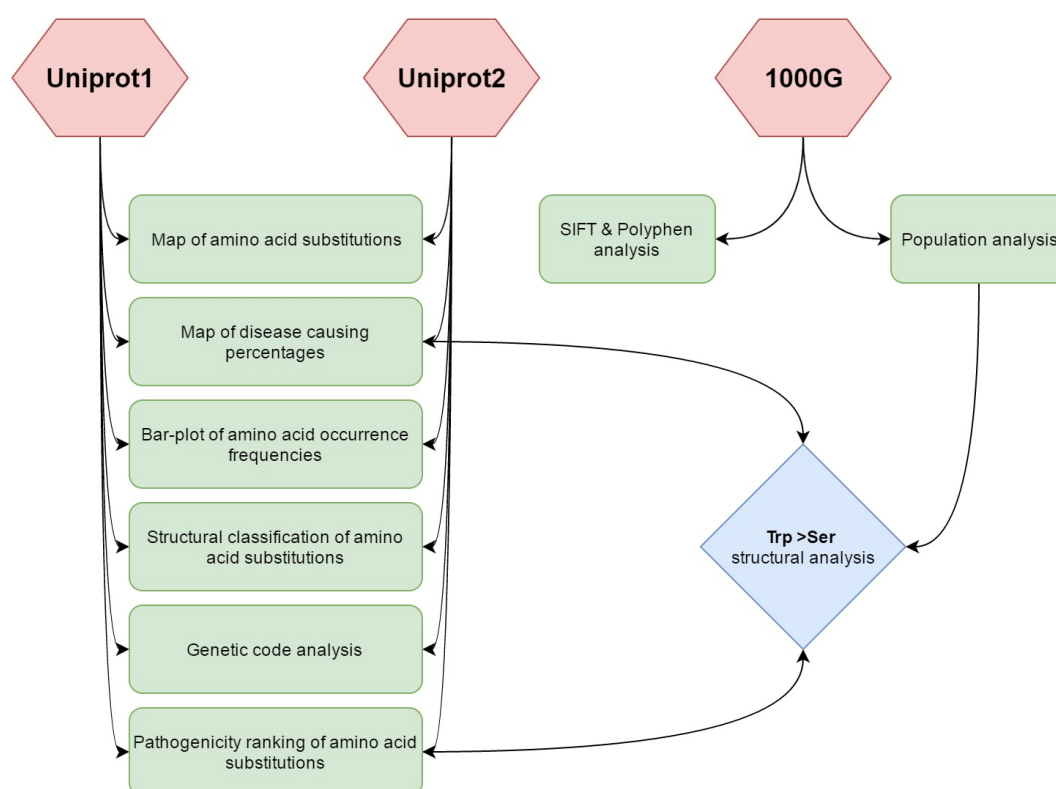 Uniprot1
Uniprot2
1000G
Map of amino acid substitutions
SIFT & Polyphen
analysis
Population analysis
Map of disease causing
percentages
Bar-plot of amino acid occurrence
frequencies
Structural classification of amino
acid substitutions
Trp >Ser
structural analysis
Genetic code analysis
Pathogenicity ranking of amino acid
substitutions